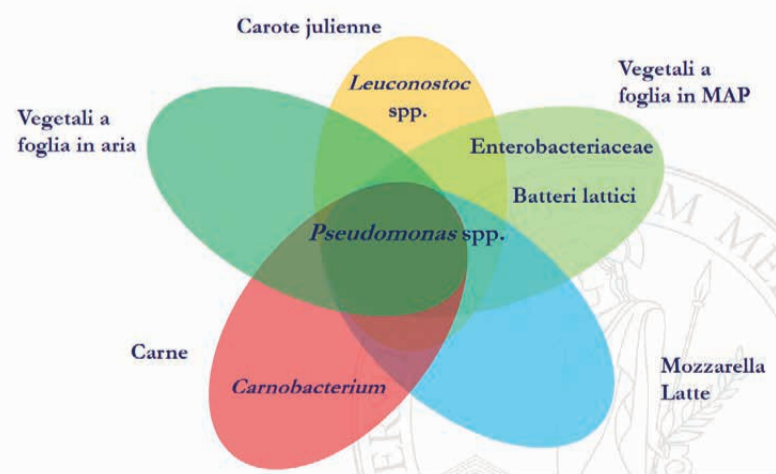 Carote julienne
Leuconostoc
spp.
Vegetali a
foglia in MAP
Vegetali a
foglia in aria
Enterobacteriaceae
Batteri lattici
Pseudomonas spp.
Carne
Carnobacterium
Mozzarella
Latte